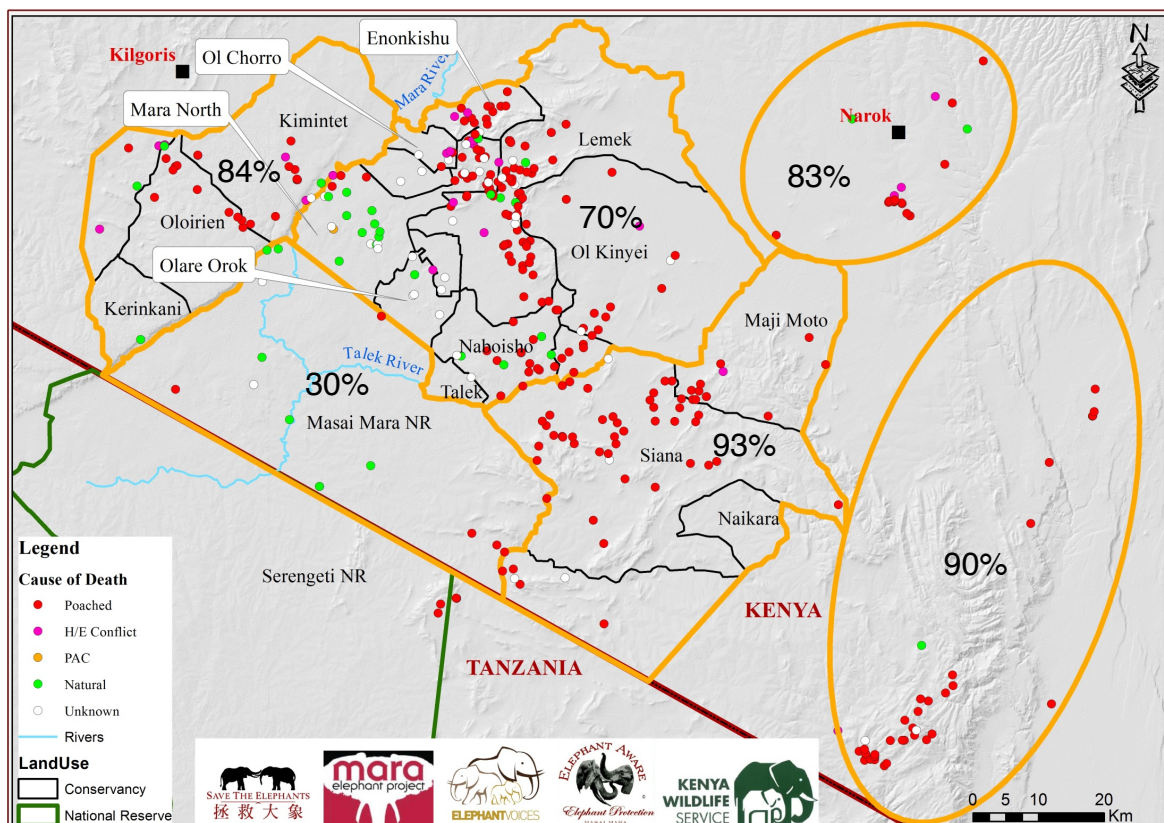 N
Kilgoris
Ol Chorro
Enonkishu
Mara River
Mara North
Kimintet
Lemek
Narok
84%
83%
Oloirien
70%
Ol Kinyei
Olare Orok
Kerinkani
Maji Moto
Naboisho
Talek River
30%
Talek
Masai Mara NR
Siana
93%
Naikara
Serengeti NR
90%
KENYA
TANZANIA
Legend
Cause of Death
Poached
H/E Conflict
PAC
Natural
Unknown
Rivers
LandUse
Conservancy
National Reserve
SAVE THE ELEPHANTS
拯救大象
mara
elephant project
ELEPHANTVOICES
ELEPHANT AWARE
Elephant Protection
MASAI MARA
KENYA
WILDLIFE
SERVICE
0 5 10 20
Km